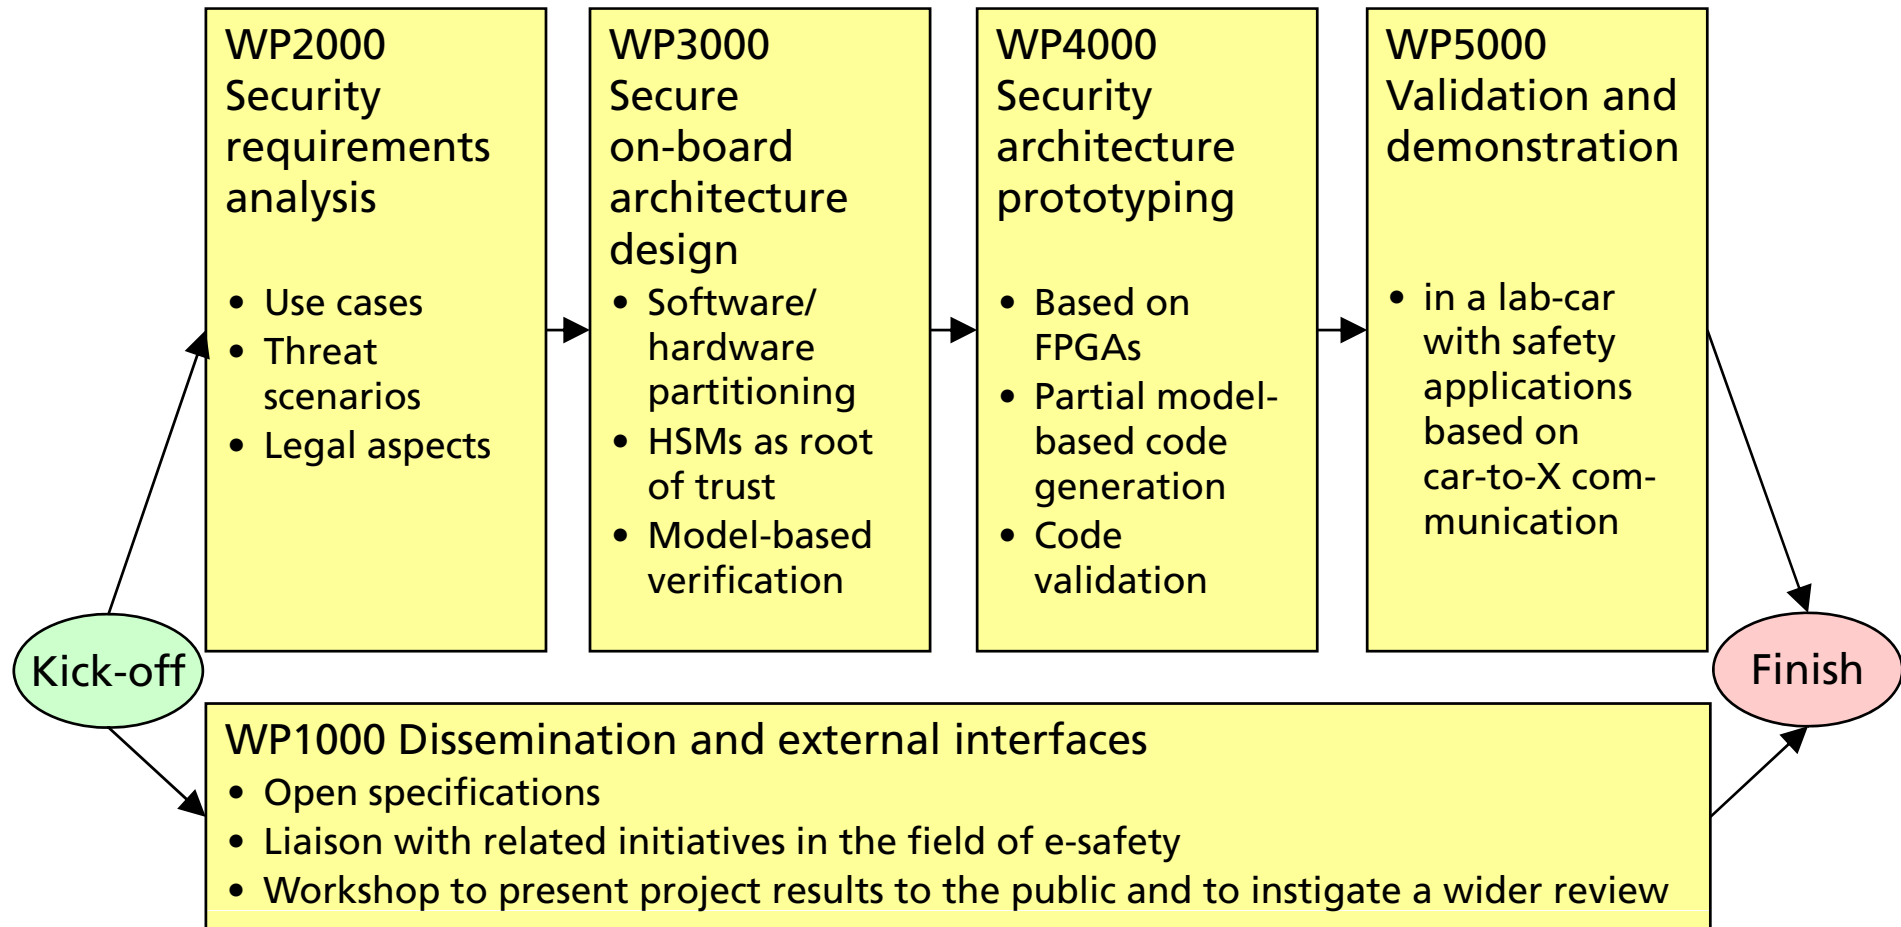 WP2000
Security
requirements
analysis
• Use cases
• Threat
scenarios
• Legal aspects
WP3000
Secure
on-board
architecture
design
• Software/
hardware
partitioning
• HSMs as root
of trust
• Model-based
verification
WP4000
Security
architecture
prototyping
• Based on
FPGAs
• Partial model-
based code
generation
• Code
validation
WP5000
Validation and
demonstration
• in a lab-car
with safety
applications
based on
car-to-X com-
munication
Kick-off
Finish
WP1000 Dissemination and external interfaces
• Open specifications
• Liaison with related initiatives in the field of e-safety
• Workshop to present project results to the public and to instigate a wider review